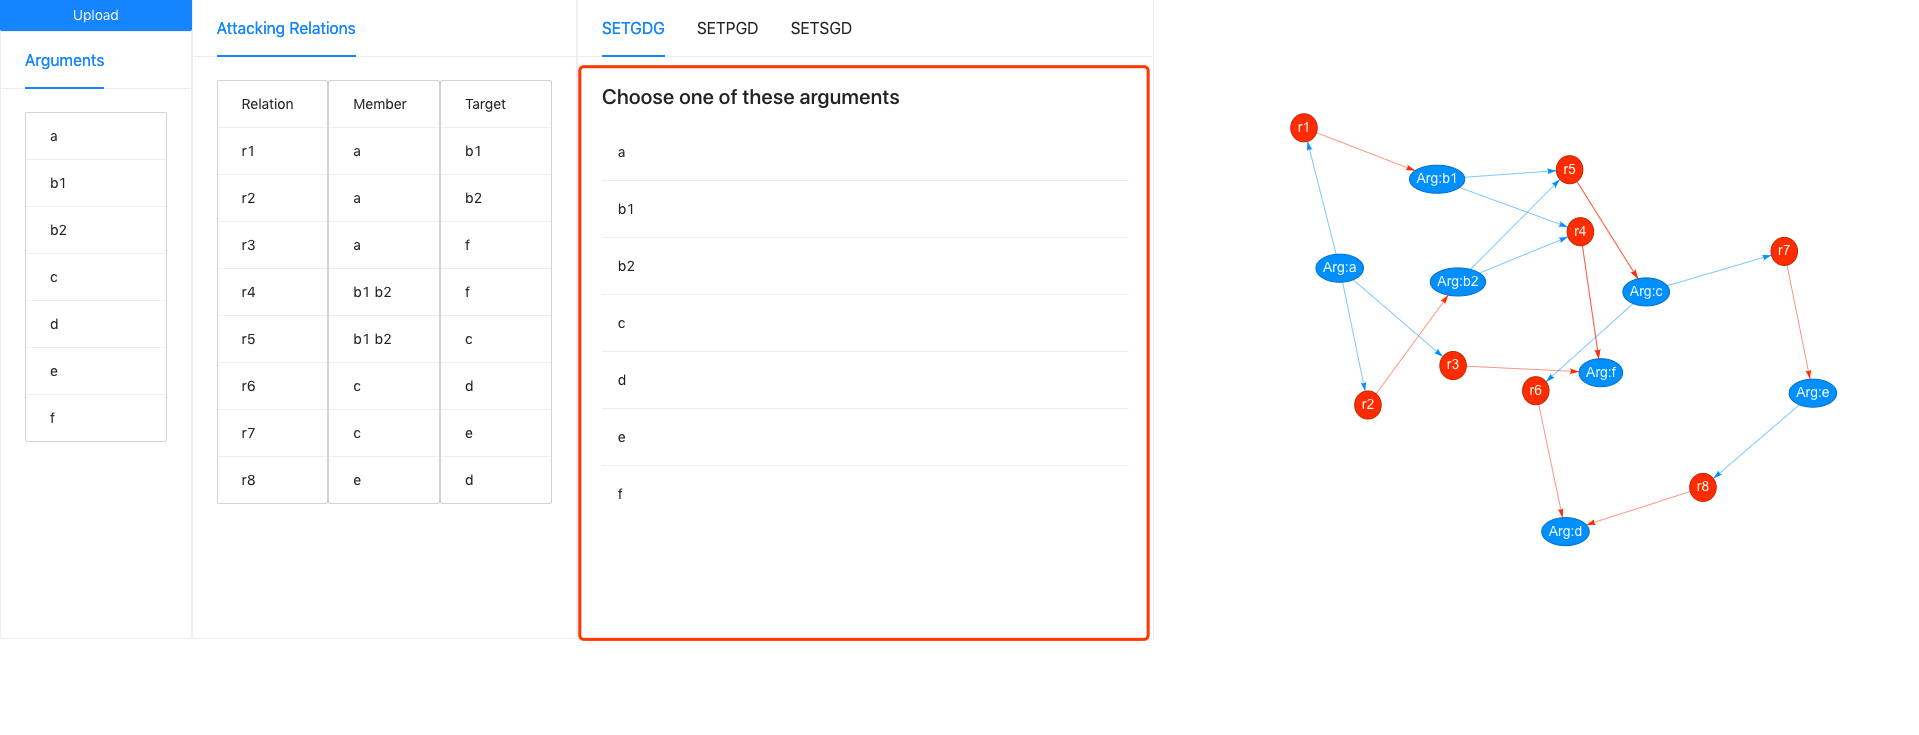 Upload
Arguments
a
b1
b2
c
d
e
f
Attacking Relations
Relation Member Target
r1 a b1
r2 a b2
r3 a f
r4 b1 b2 f
r5 b1 b2 c
r6 c d
r7 c e
r8 e d
SETGDG SETPGD SETSGD
Choose one of these arguments
a
b1
b2
c
d
e
f
r1
r5
Arg:b1
r4
r7
Arg:a
Arg:b2
Arg:c
r3
Arg:f
r6
Arg:e
r2
r8
Arg:d